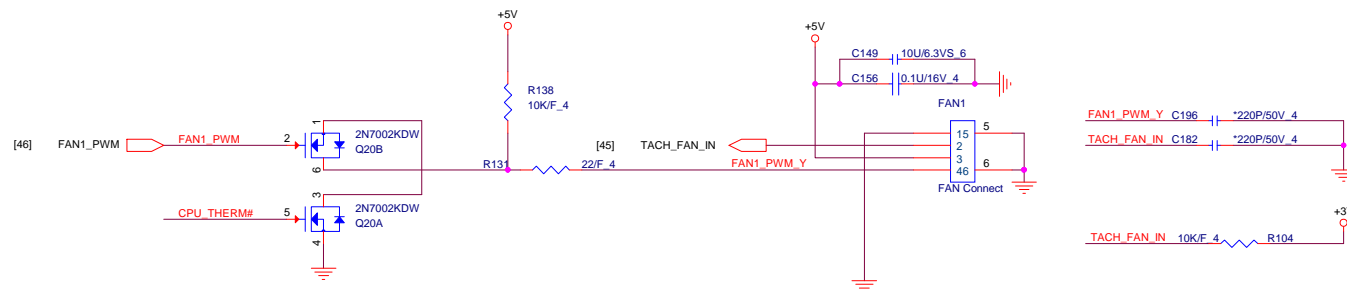 +5V
+5V
C149 10U/6.3VS_6
C156 0.1U/16V_4
R138
10K/F_4
FAN1
[46] FAN1_PWM FAN1_PWM 2
1
2N7002KDW
Q20B
6
R131 22/F_4
[45] TACH_FAN_IN
FAN1_PWM_Y
15
2
3
46
5
6
FAN Connect
FAN1_PWM_Y C196 *220P/50V_4
TACH_FAN_IN C182 *220P/50V_4
CPU_THERM# 5
3
2N7002KDW
Q20A
4
TACH_FAN_IN 10K/F_4 R104